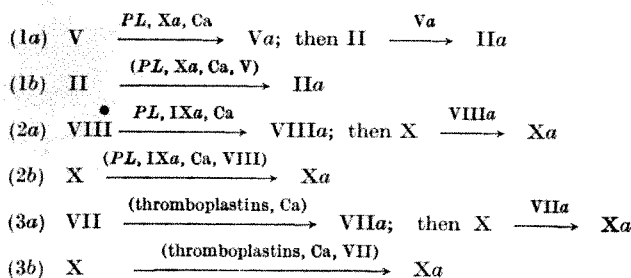 (1a) V PL, Xa, Ca Va; then II Va IIa
(1b) II (PL, Xa, Ca, V) IIa
(2a) VIII PL, IXa, Ca VIIIa; then X VIIIa Xa
(2b) X (PL, IXa, Ca, VIII) Xa
(3a) VII (thromboplastins, Ca) VIIa; then X VIIa Xa
(3b) X (thromboplastins, Ca, VII) Xa